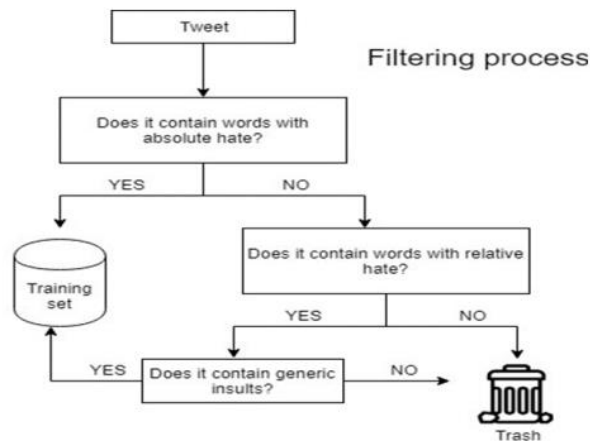 Tweet
Filtering process
Does it contain words with
absolute hate?
YES
NO
Training
set
Does it contain words with relative
hate?
YES
NO
YES
Does it contain generic
insults?
NO
Trash